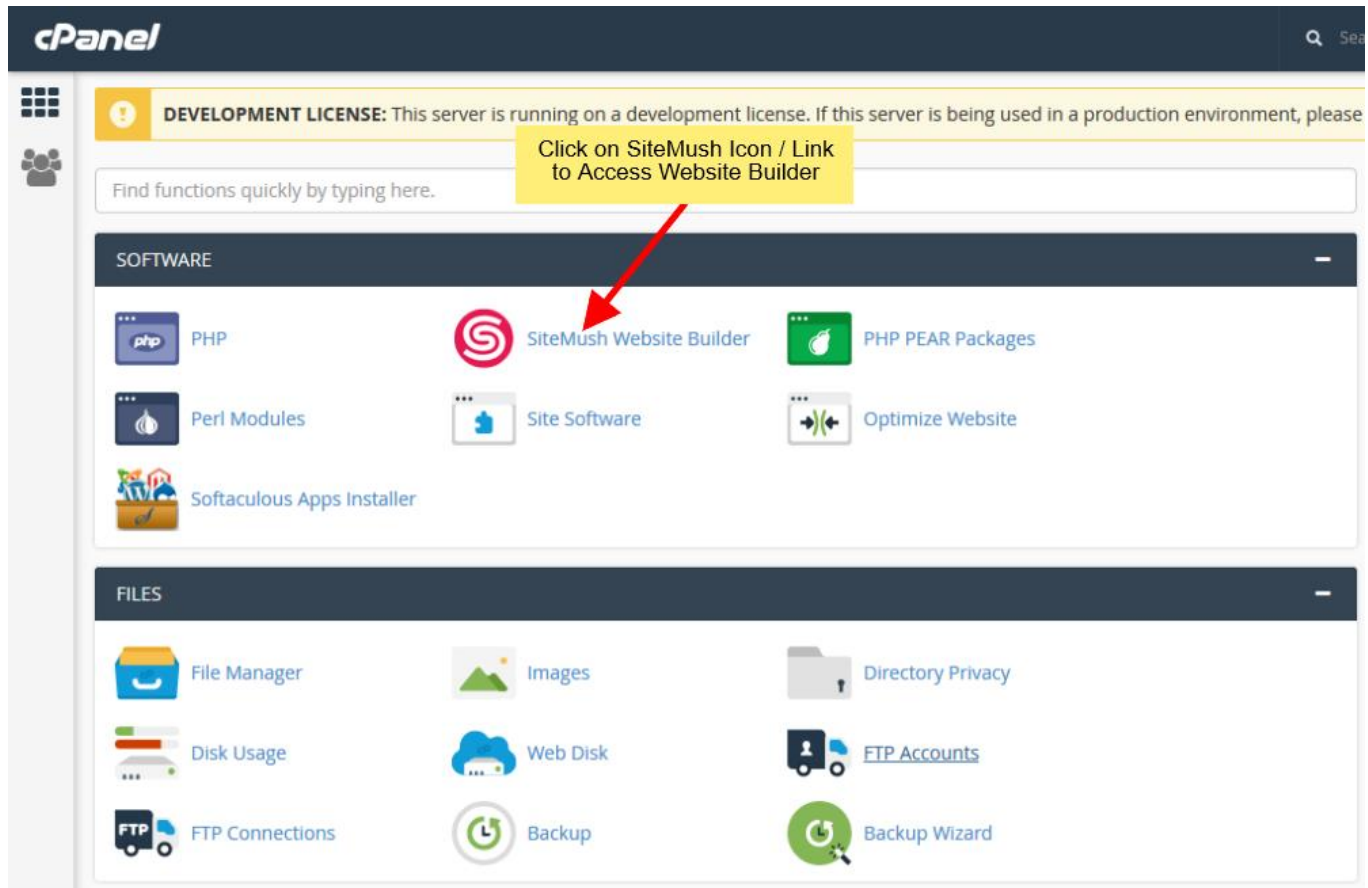 cPanel
Sea
DEVELOPMENT LICENSE: This server is running on a development license. If this server is being used in a production environment, please
Click on SiteMush Icon / Link
to Access Website Builder
Find functions quickly by typing here.
SOFTWARE
php
PHP
SiteMush Website Builder
PHP PEAR Packages
Perl Modules
Site Software
Optimize Website
Softaculous Apps Installer
FILES
File Manager
Images
Directory Privacy
Disk Usage
cP
Web Disk
FTP Accounts
FTP
FTP Connections
Backup
Backup Wizard